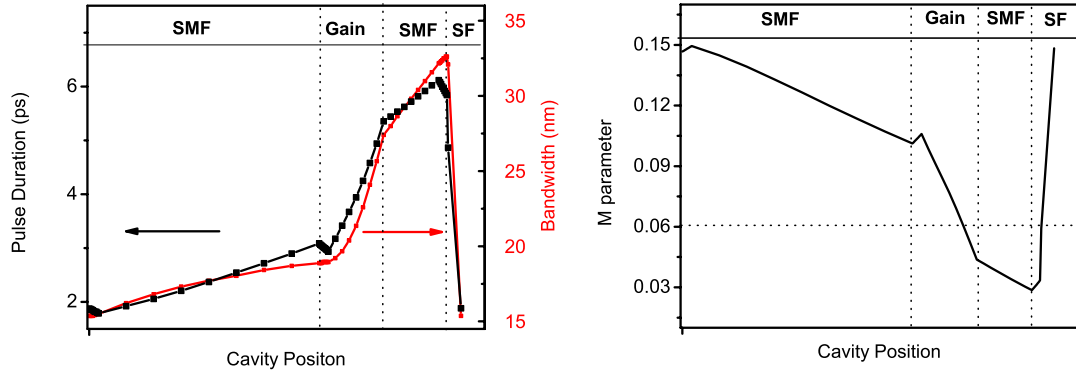 SMF Gain SMF SF
Pulse Duration (ps)
6
4
2
35
30
25
20
15
Bandwidth (nm)
Cavity Positon
SMF Gain SMF SF
M parameter
0.15
0.12
0.09
0.06
0.03
Cavity Position